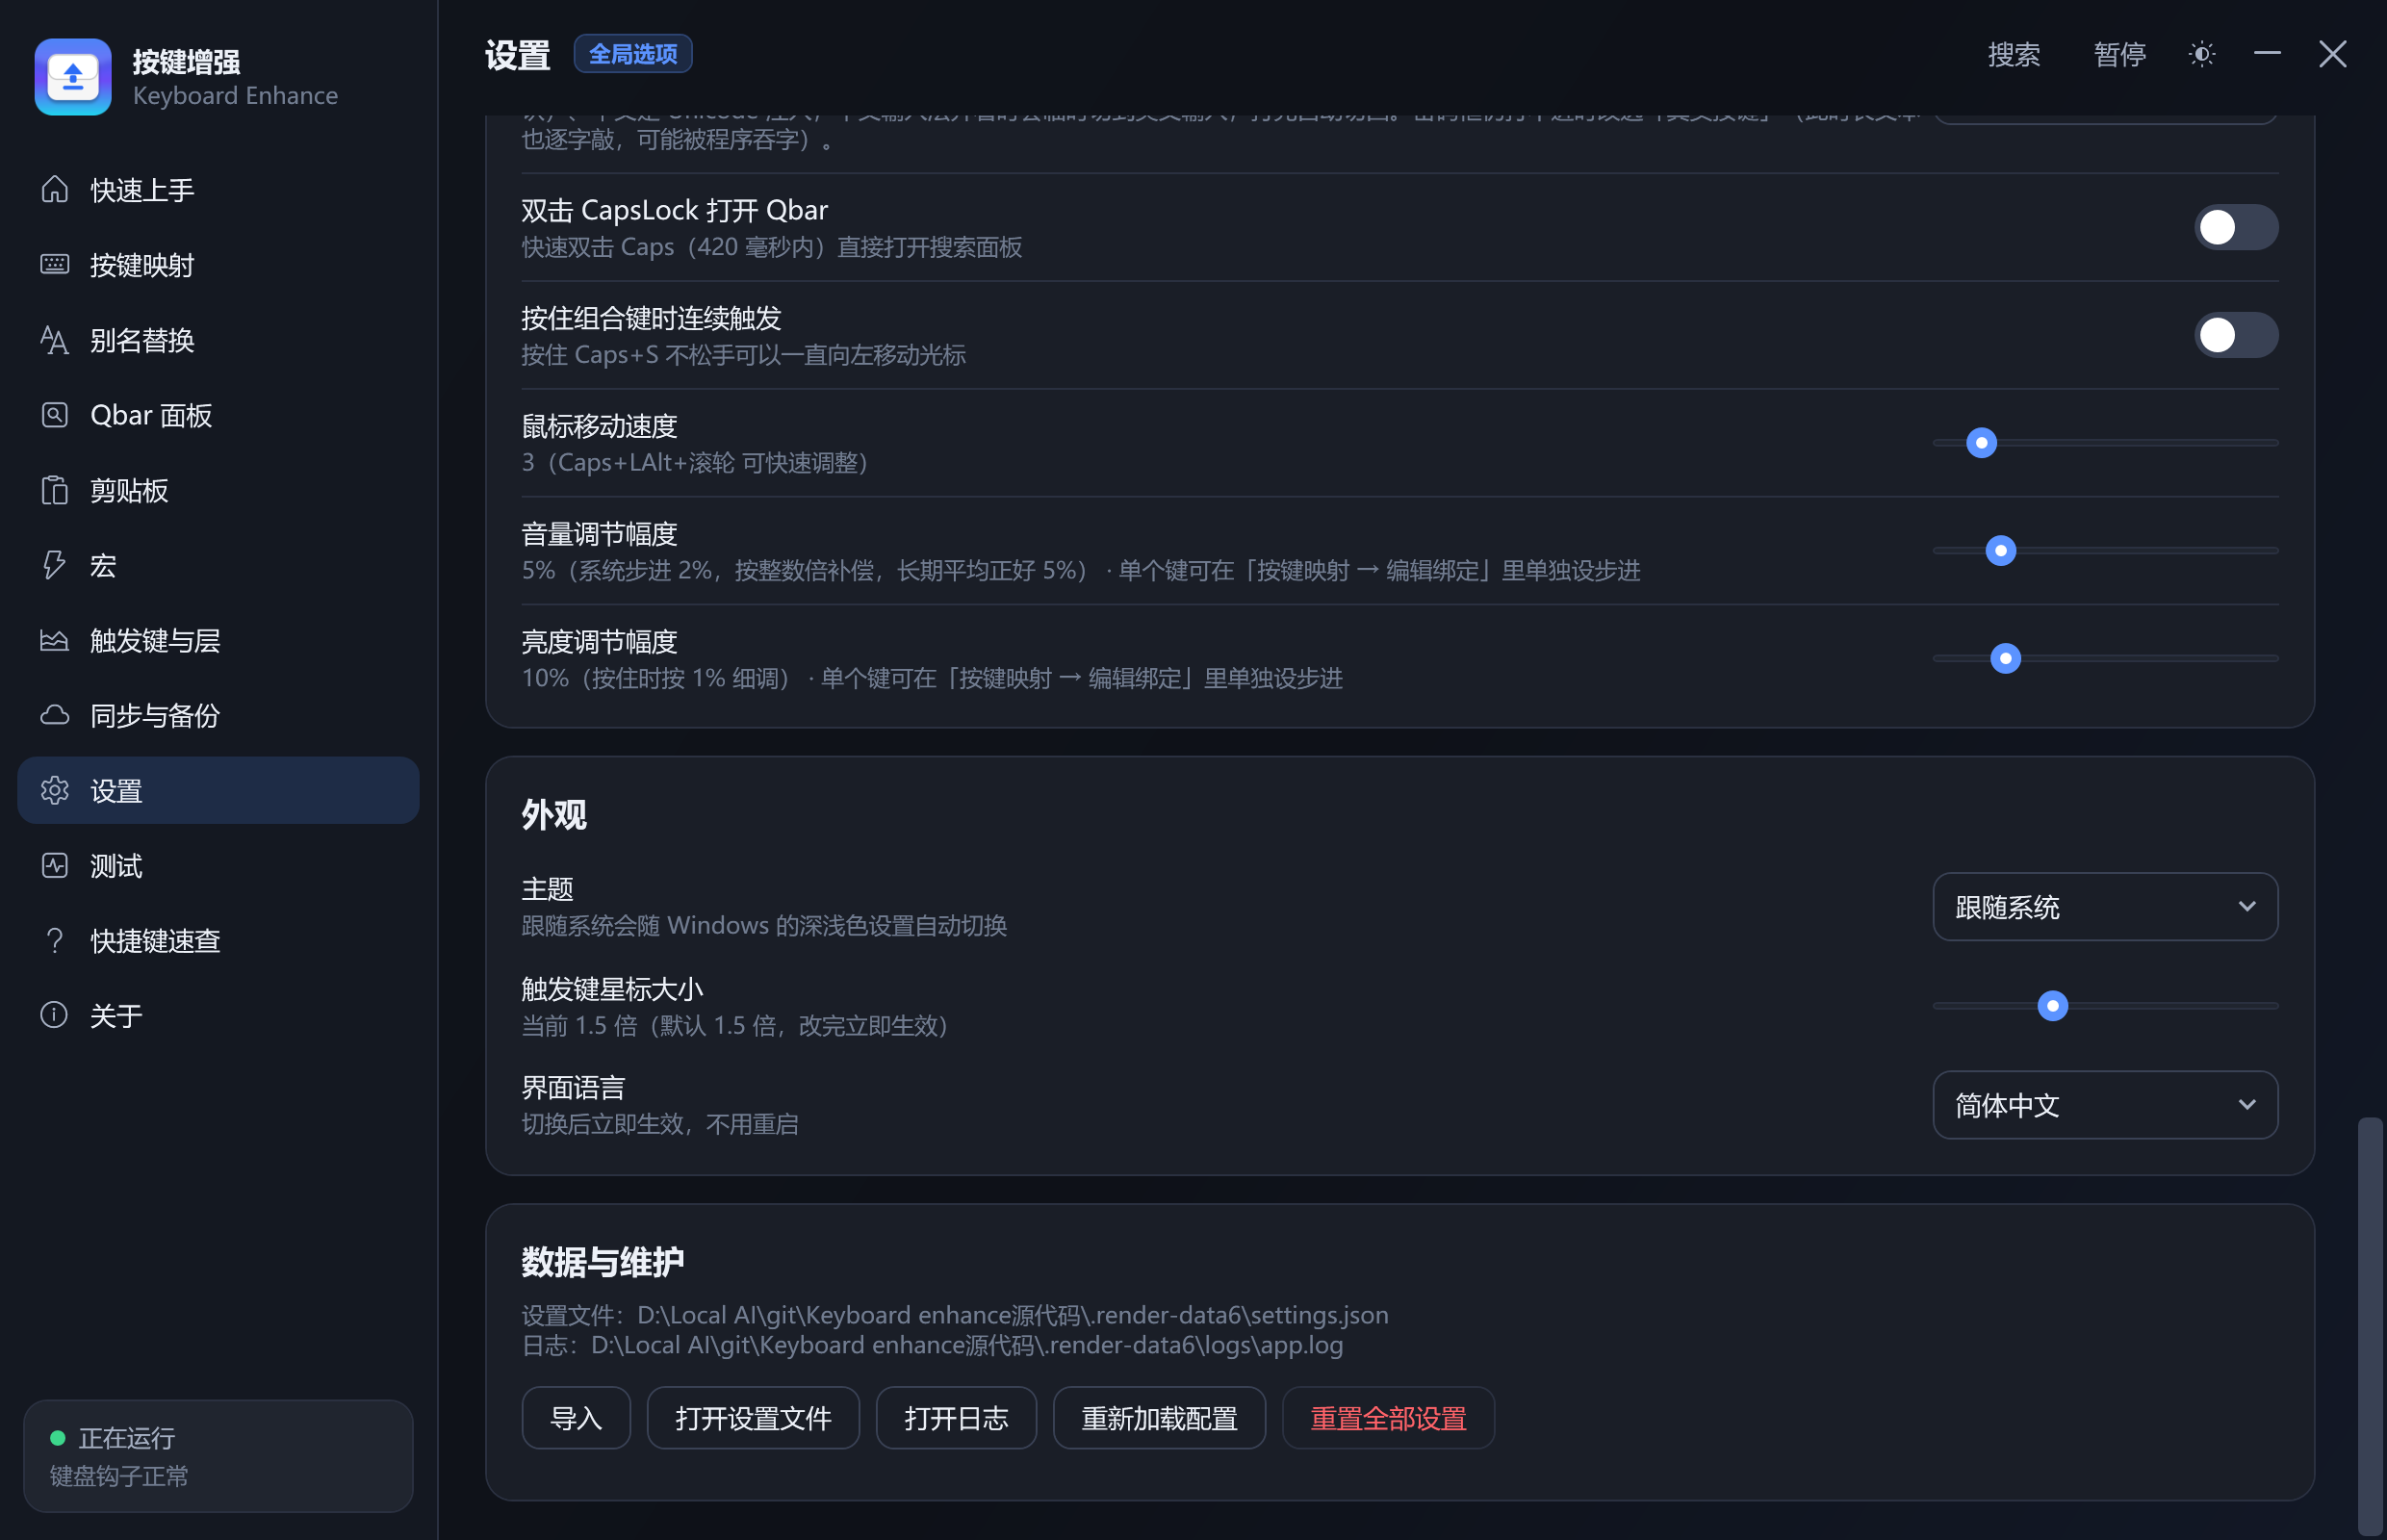 按键增强
Keyboard Enhance
快速上手
按键映射
别名替换
Qbar 面板
剪贴板
宏
触发键与层
同步与备份
设置
测试
快捷键速查
关于
正在运行
键盘钩子正常
设置
全局选项
搜索
暂停
也逐字敲，可能被程序吞字）。
双击 CapsLock 打开 Qbar
快速双击 Caps（420 毫秒内）直接打开搜索面板
按住组合键时连续触发
按住 Caps+S 不松手可以一直向左移动光标
鼠标移动速度
3（Caps+LAlt+滚轮 可快速调整）
音量调节幅度
5%（系统步进 2%，按整数倍补偿，长期平均正好 5%） · 单个键可在「按键映射 → 编辑绑定」里单独设步进
亮度调节幅度
10%（按住时按 1% 细调） · 单个键可在「按键映射 → 编辑绑定」里单独设步进
外观
主题
跟随系统会随 Windows 的深浅色设置自动切换
跟随系统
触发键星标大小
当前 1.5 倍（默认 1.5 倍，改完立即生效）
界面语言
切换后立即生效，不用重启
简体中文
数据与维护
设置文件：D:\Local AI\git\Keyboard enhance源代码\.render-data6\settings.json
日志：D:\Local AI\git\Keyboard enhance源代码\.render-data6\logs\app.log
导入
打开设置文件
打开日志
重新加载配置
重置全部设置